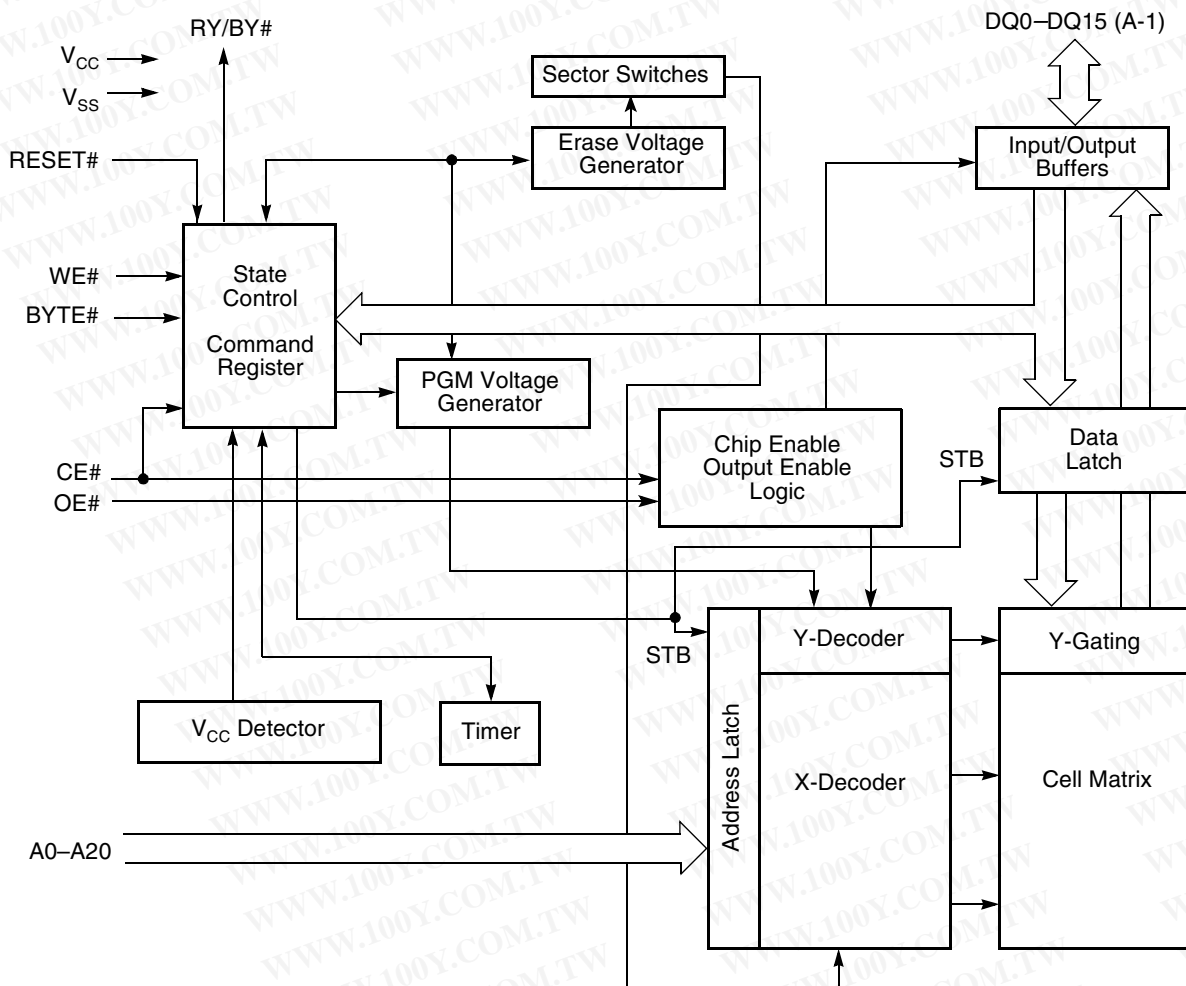 RY/BY#
DQ0–DQ15 (A-1)
VCC
VSS
Sector Switches
RESET#
Erase Voltage
Generator
Input/Output
Buffers
WE#
BYTE#
State
Control
Command
Register
PGM Voltage
Generator
CE#
OE#
Chip Enable
Output Enable
Logic
STB
Data
Latch
STB
Y-Decoder
Y-Gating
VCC Detector
Timer
Address Latch
X-Decoder
Cell Matrix
A0–A20
WWW.100Y.COM.TW